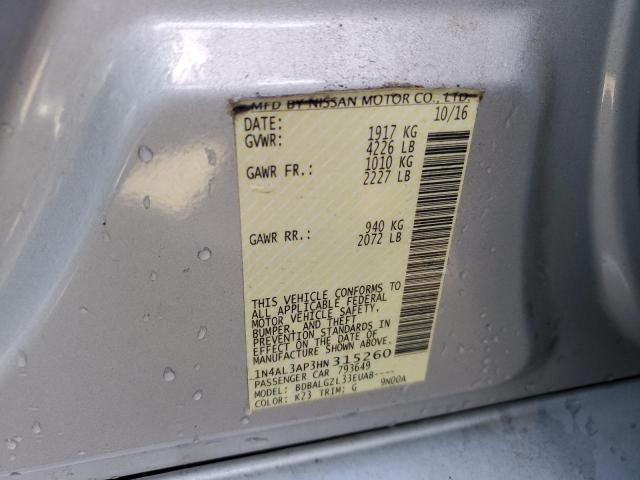 MFD BY NISSAN MOTOR CO., LTD.
DATE: 10/16
GVWR: 1917 KG
4226 LB
GAWR FR.: 1010 KG
2227 LB
GAWR RR.: 940 KG
2072 LB
THIS VEHICLE CONFORMS TO
ALL APPLICABLE FEDERAL
MOTOR VEHICLE SAFETY,
BUMPER, AND THEFT
PREVENTION STANDARDS IN
EFFECT ON THE DATE OF
MANUFACTURE SHOWN ABOVE.
1N4AL3AP3HN315260
PASSENGER CAR 793649
MODEL: BDBALGZL33EUAB----
COLOR: K23 TRIM: G 9N00A